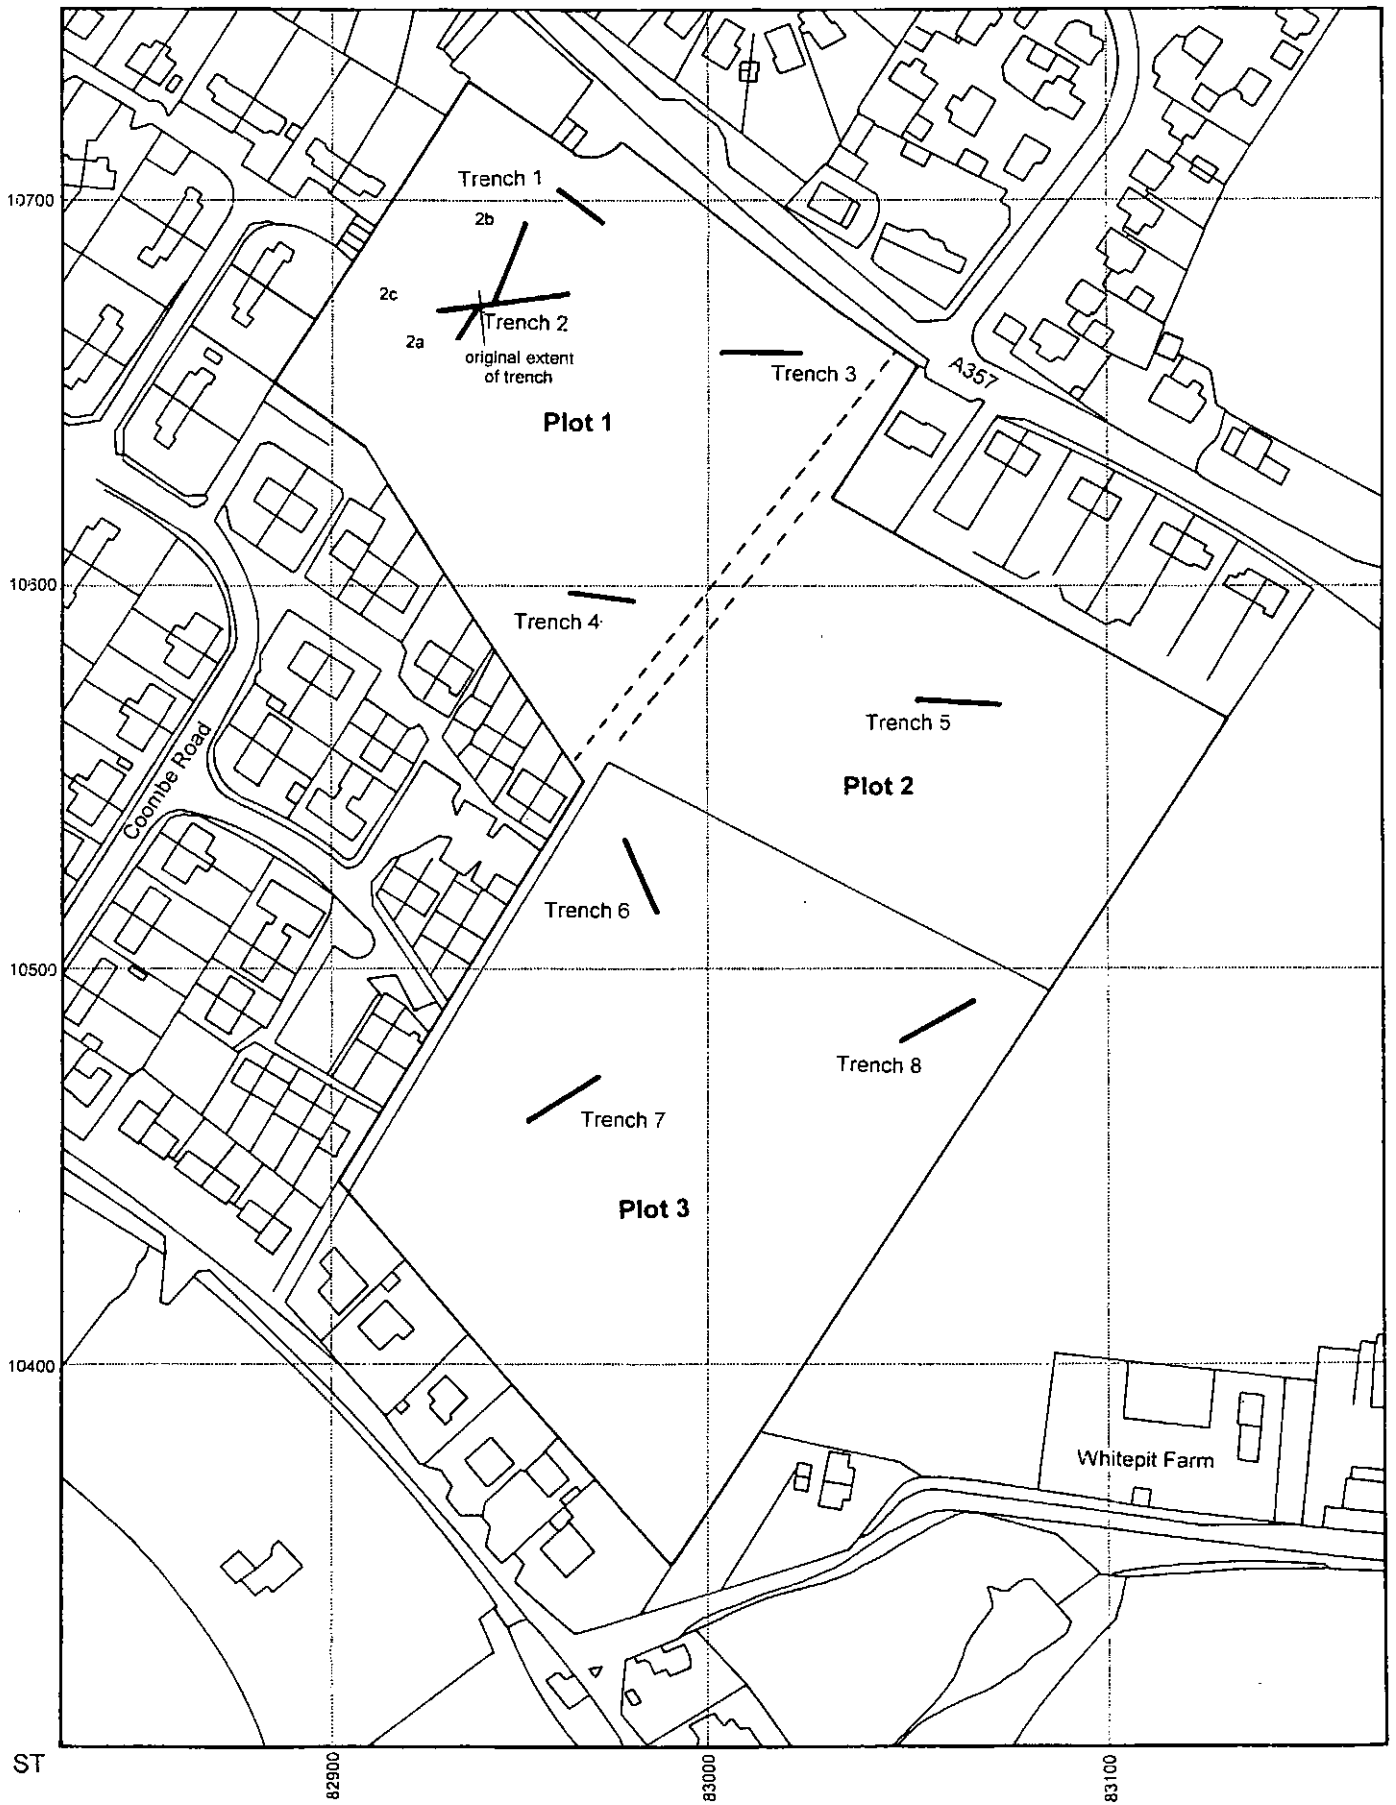 10700
Trench 1
2b
2c
Trench 2
2a
original extent
of trench
Trench 3
A357
Plot 1
10600
Trench 4
Trench 5
Coombe Road
Plot 2
Trench 6
10500
Trench 8
Trench 7
Plot 3
10400
Whitepit Farm
ST
82900
83000
83100